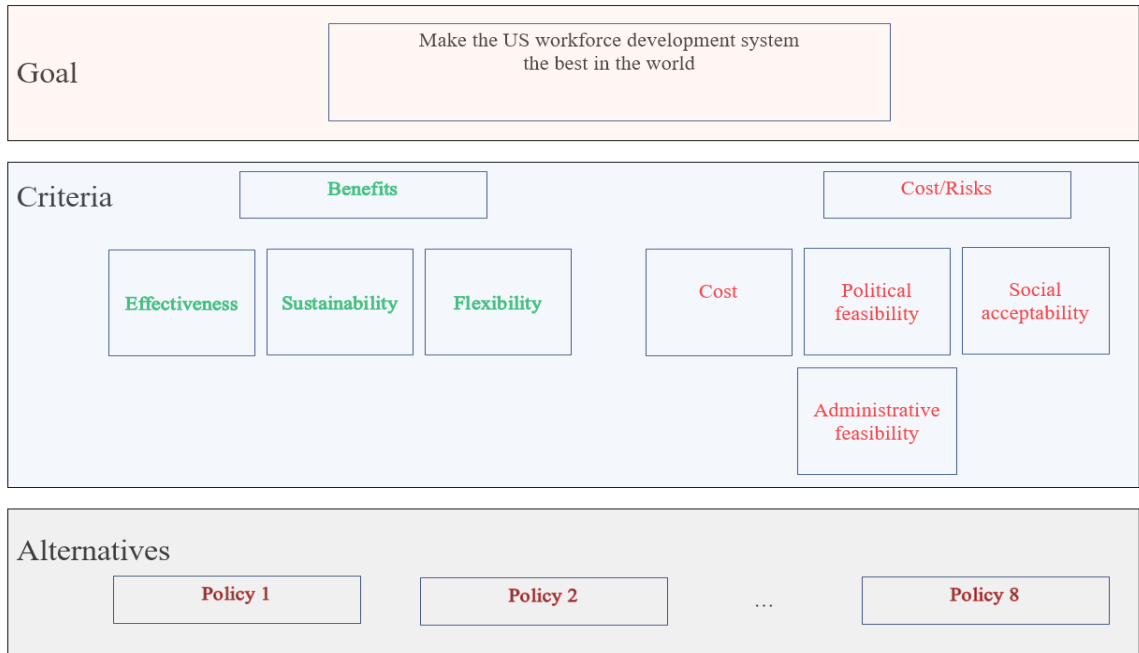 Goal
Make the US workforce development system
the best in the world
Criteria
Benefits
Cost/Risks
Effectiveness
Sustainability
Flexibility
Cost
Political
feasibility
Social
acceptability
Administrative
feasibility
Alternatives
Policy 1
Policy 2
…
Policy 8